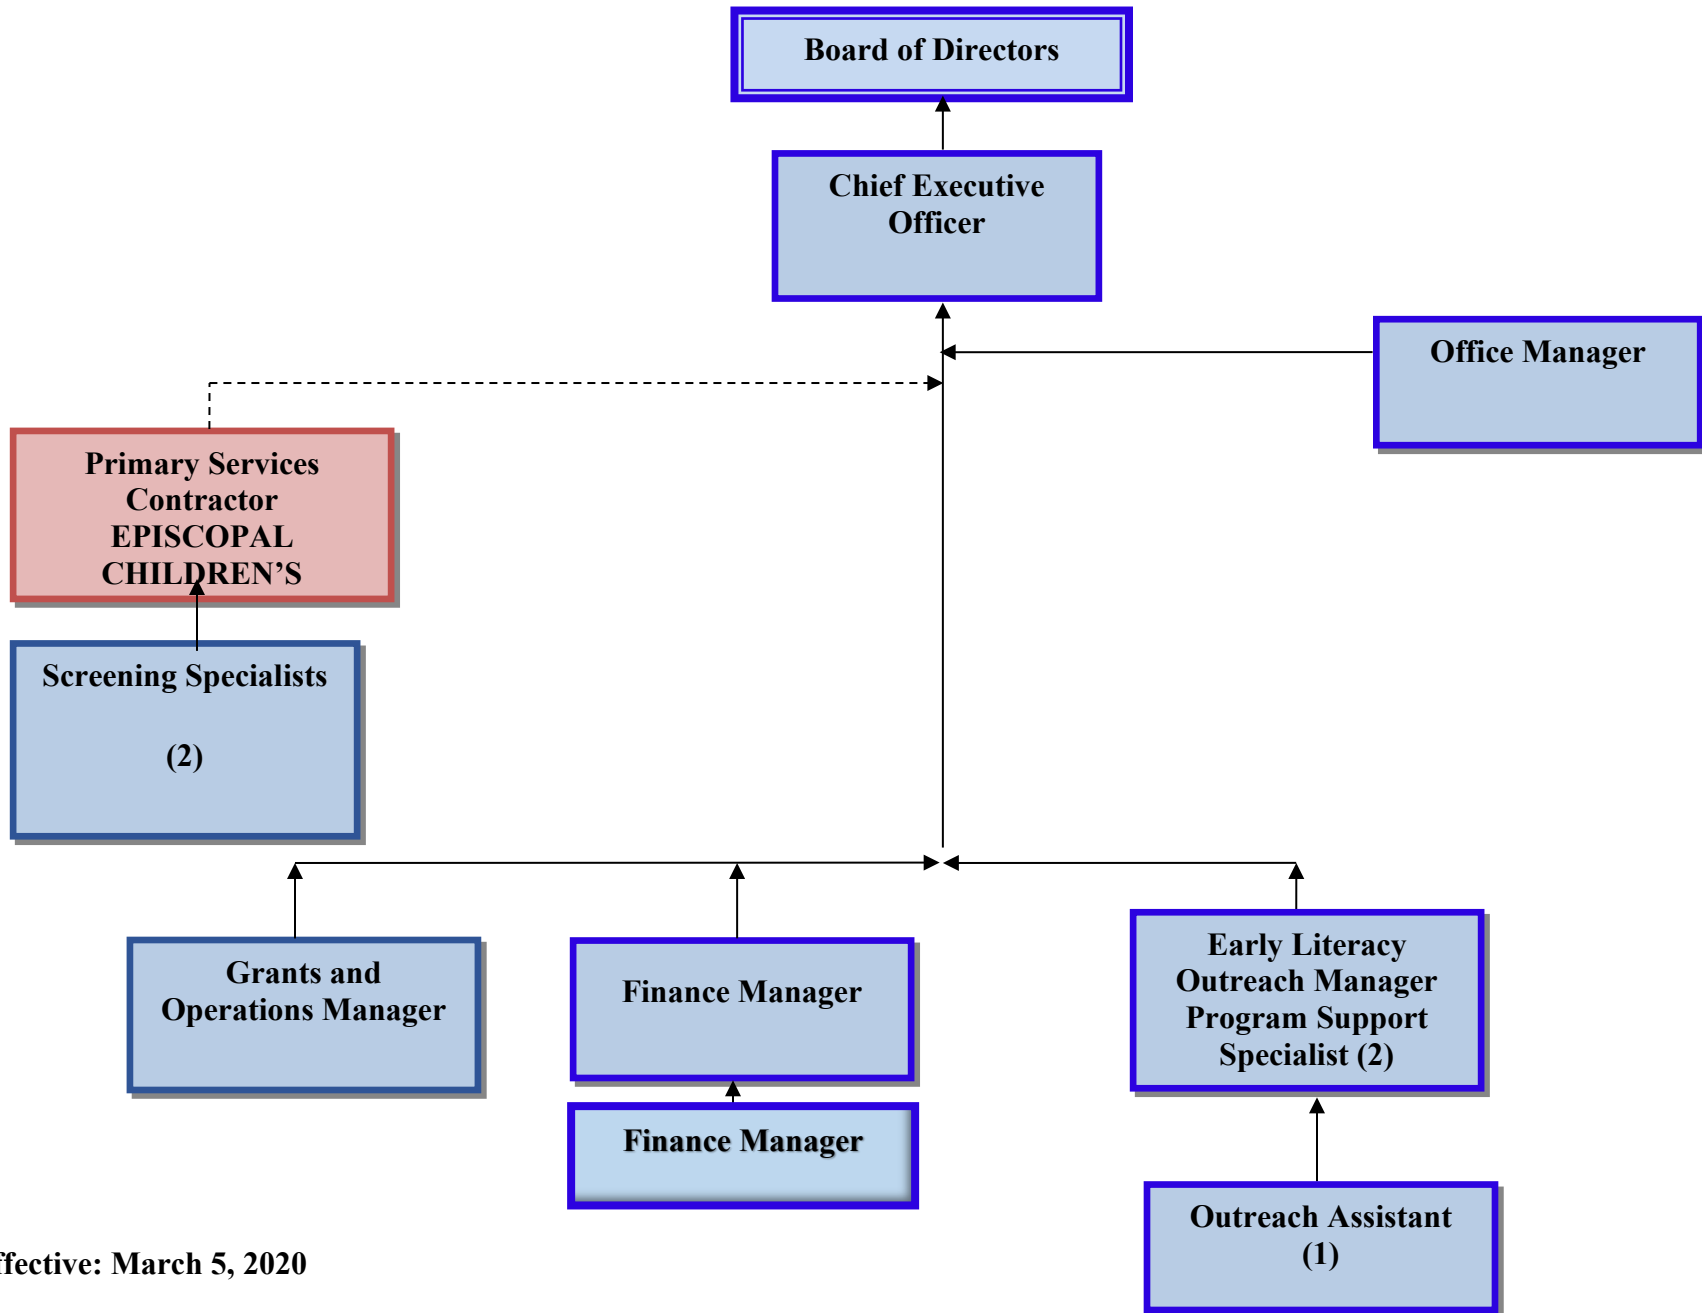 Board of Directors
Chief Executive
Officer
Office Manager
Primary Services
Contractor
EPISCOPAL
CHILDREN’S
Screening Specialists
(2)
Grants and
Operations Manager
Finance Manager
Early Literacy
Outreach Manager
Program Support
Specialist (2)
Finance Manager
Outreach Assistant
(1)
ffective: March 5, 2020